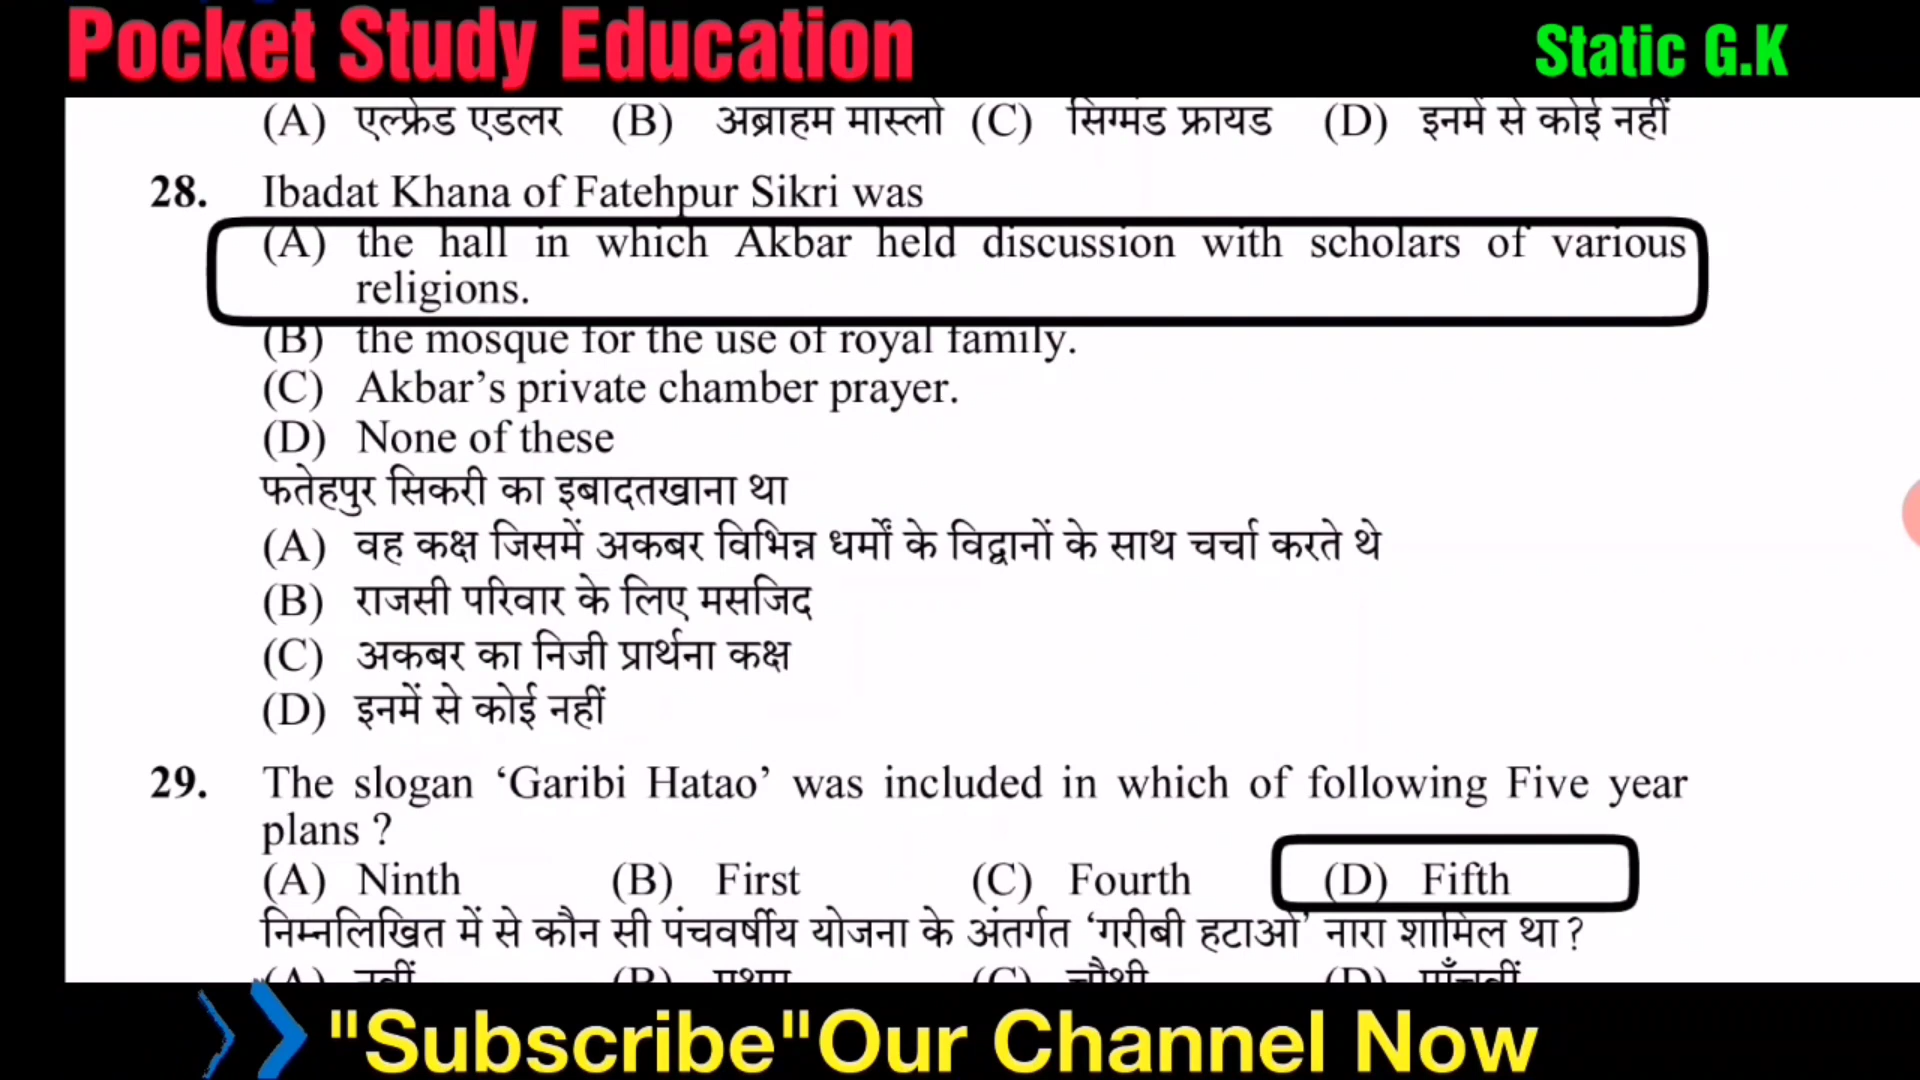 Pocket Study Education
Static G.K
(A) एल्फ्रेड एडलर (B) अब्राहम मास्लो (C) सिग्मंड फ्रायड (D) इनमें से कोई नहीं
28. Ibadat Khana of Fatehpur Sikri was
(A) the hall in which Akbar held discussion with scholars of various
religions.
(B) the mosque for the use of royal family.
(C) Akbar’s private chamber prayer.
(D) None of these
फतेहपुर सिकरी का इबादतखाना था
(A) वह कक्ष जिसमें अकबर विभिन्न धर्मों के विद्वानों के साथ चर्चा करते थे
(B) राजसी परिवार के लिए मसजिद
(C) अकबर का निजी प्रार्थना कक्ष
(D) इनमें से कोई नहीं
29. The slogan ‘Garibi Hatao’ was included in which of following Five year
plans ?
(A) Ninth (B) First (C) Fourth (D) Fifth
निम्नलिखित में से कौन सी पंचवर्षीय योजना के अंतर्गत ‘गरीबी हटाओ’ नारा शामिल था ?
(A) नवीं (B) प्रथम (C) चौथी (D) पाँचवीं
"Subscribe"Our Channel Now